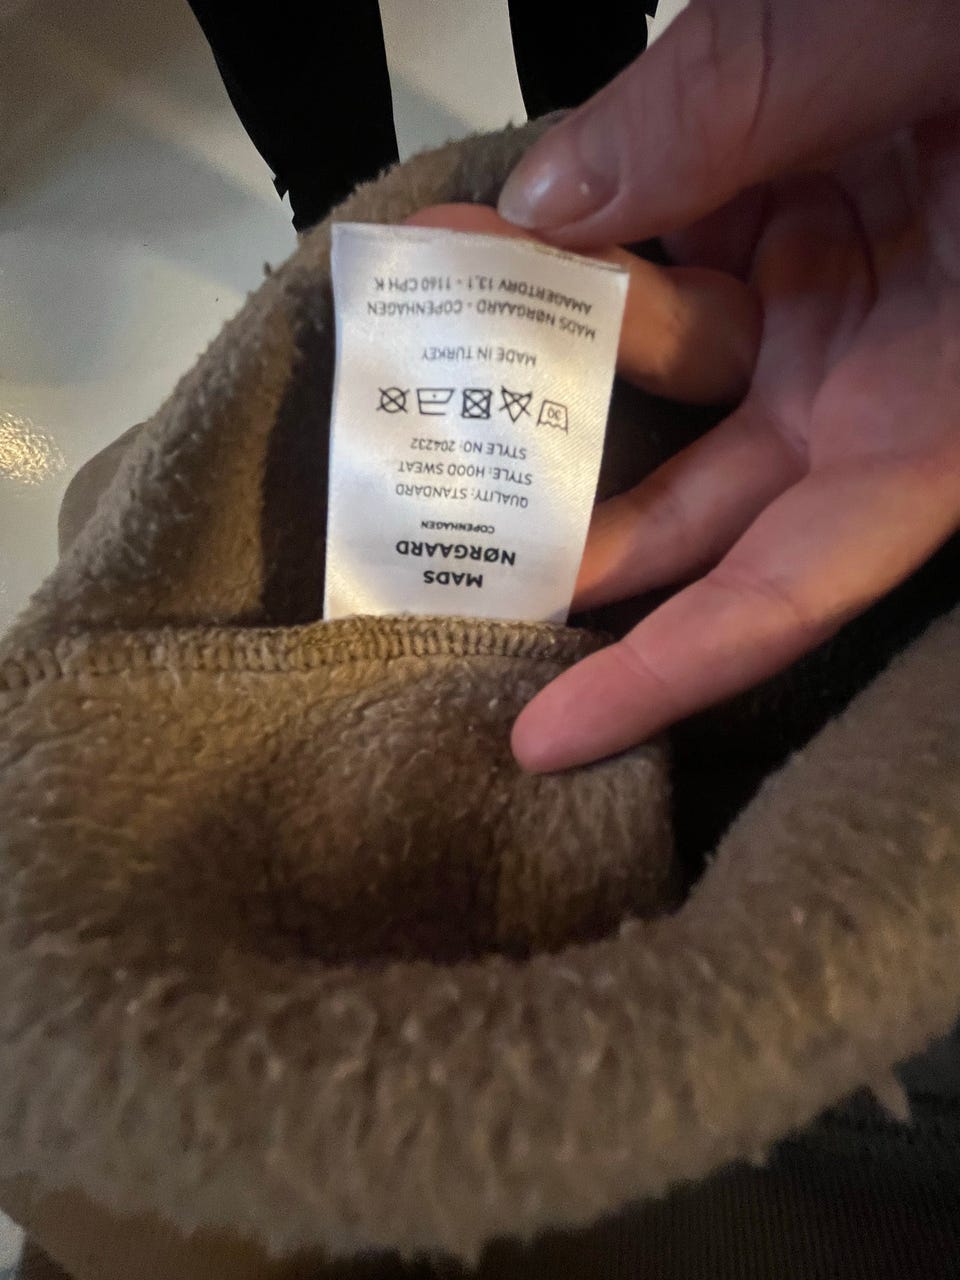 MADS
NØRGAARD
COPENHAGEN
QUALITY: STANDARD
STYLE: HOOD SWEAT
STYLE NO: 204232
30
MADE IN TURKEY
MADS NØRGAARD - COPENHAGEN
AMAGERTORV 13,1 - 1160 CPH K